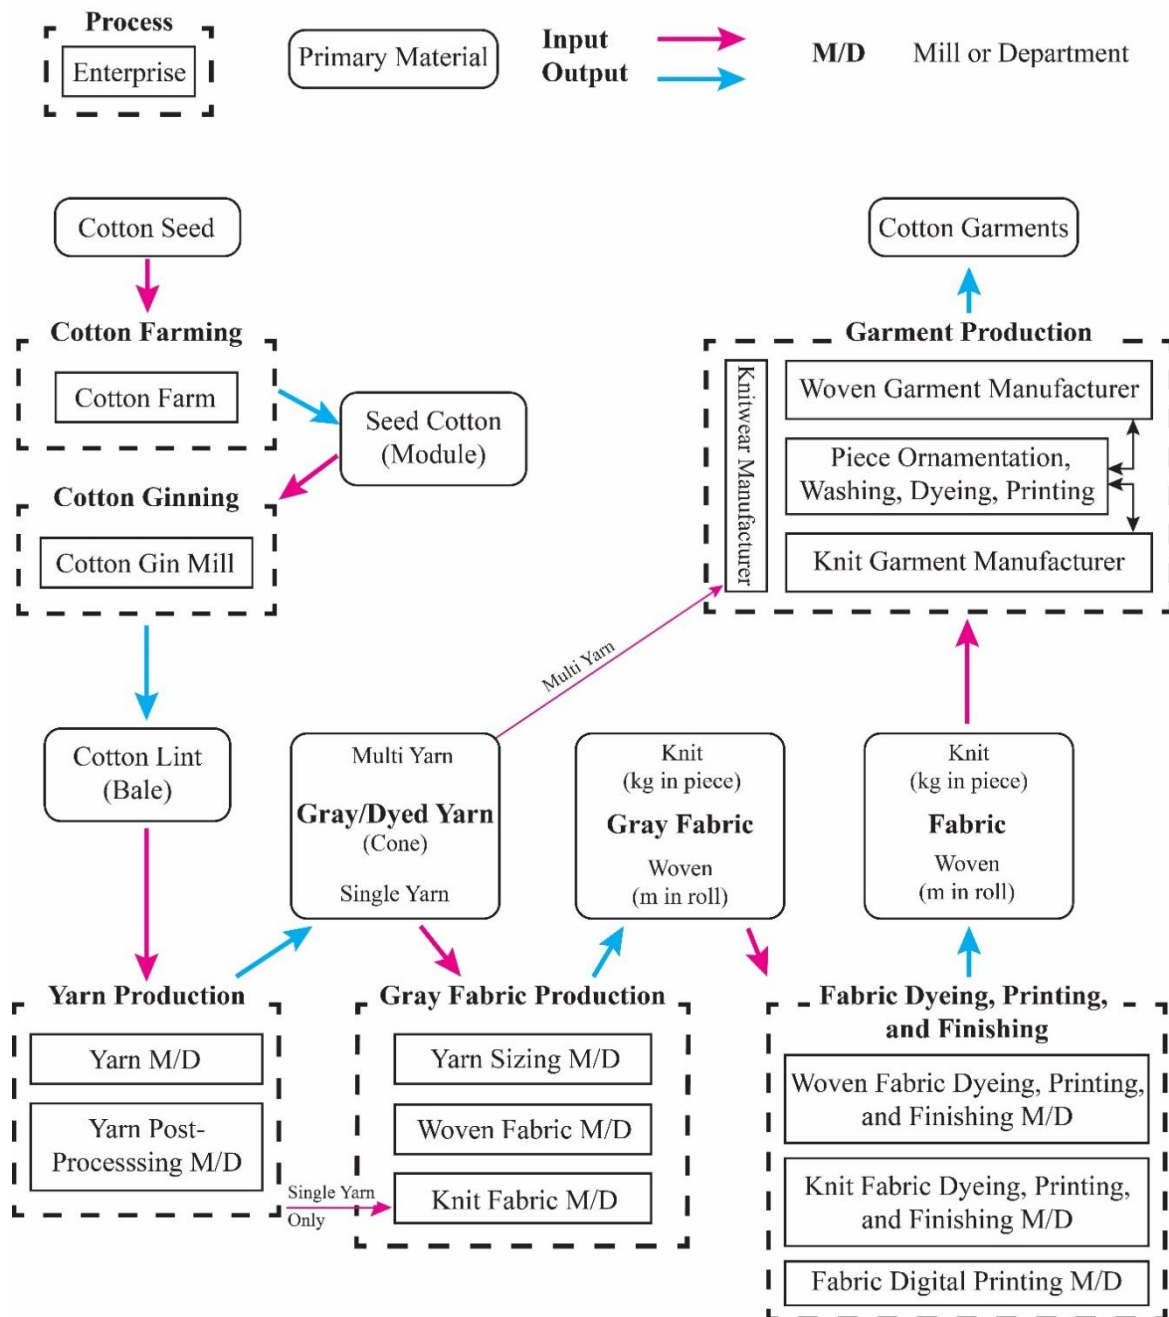 Process
Enterprise
Primary Material
Input
Output
M/D Mill or Department
Cotton Seed
Cotton Farming
Cotton Farm
Seed Cotton
(Module)
Cotton Ginning
Cotton Gin Mill
Cotton Lint
(Bale)
Yarn Production
Yarn M/D
Yarn Post-
Processsing M/D
Multi Yarn
Gray/Dyed Yarn
(Cone)
Single Yarn
Multi Yarn
Single Yarn
Only
Gray Fabric Production
Yarn Sizing M/D
Woven Fabric M/D
Knit Fabric M/D
Knit
(kg in piece)
Gray Fabric
Woven
(m in roll)
Fabric Dyeing, Printing,
and Finishing
Woven Fabric Dyeing, Printing,
and Finishing M/D
Knit Fabric Dyeing, Printing,
and Finishing M/D
Fabric Digital Printing M/D
Knit
(kg in piece)
Fabric
Woven
(m in roll)
Garment Production
Knitwear Manufacturer
Woven Garment Manufacturer
Piece Ornamentation,
Washing, Dyeing, Printing
Knit Garment Manufacturer
Cotton Garments